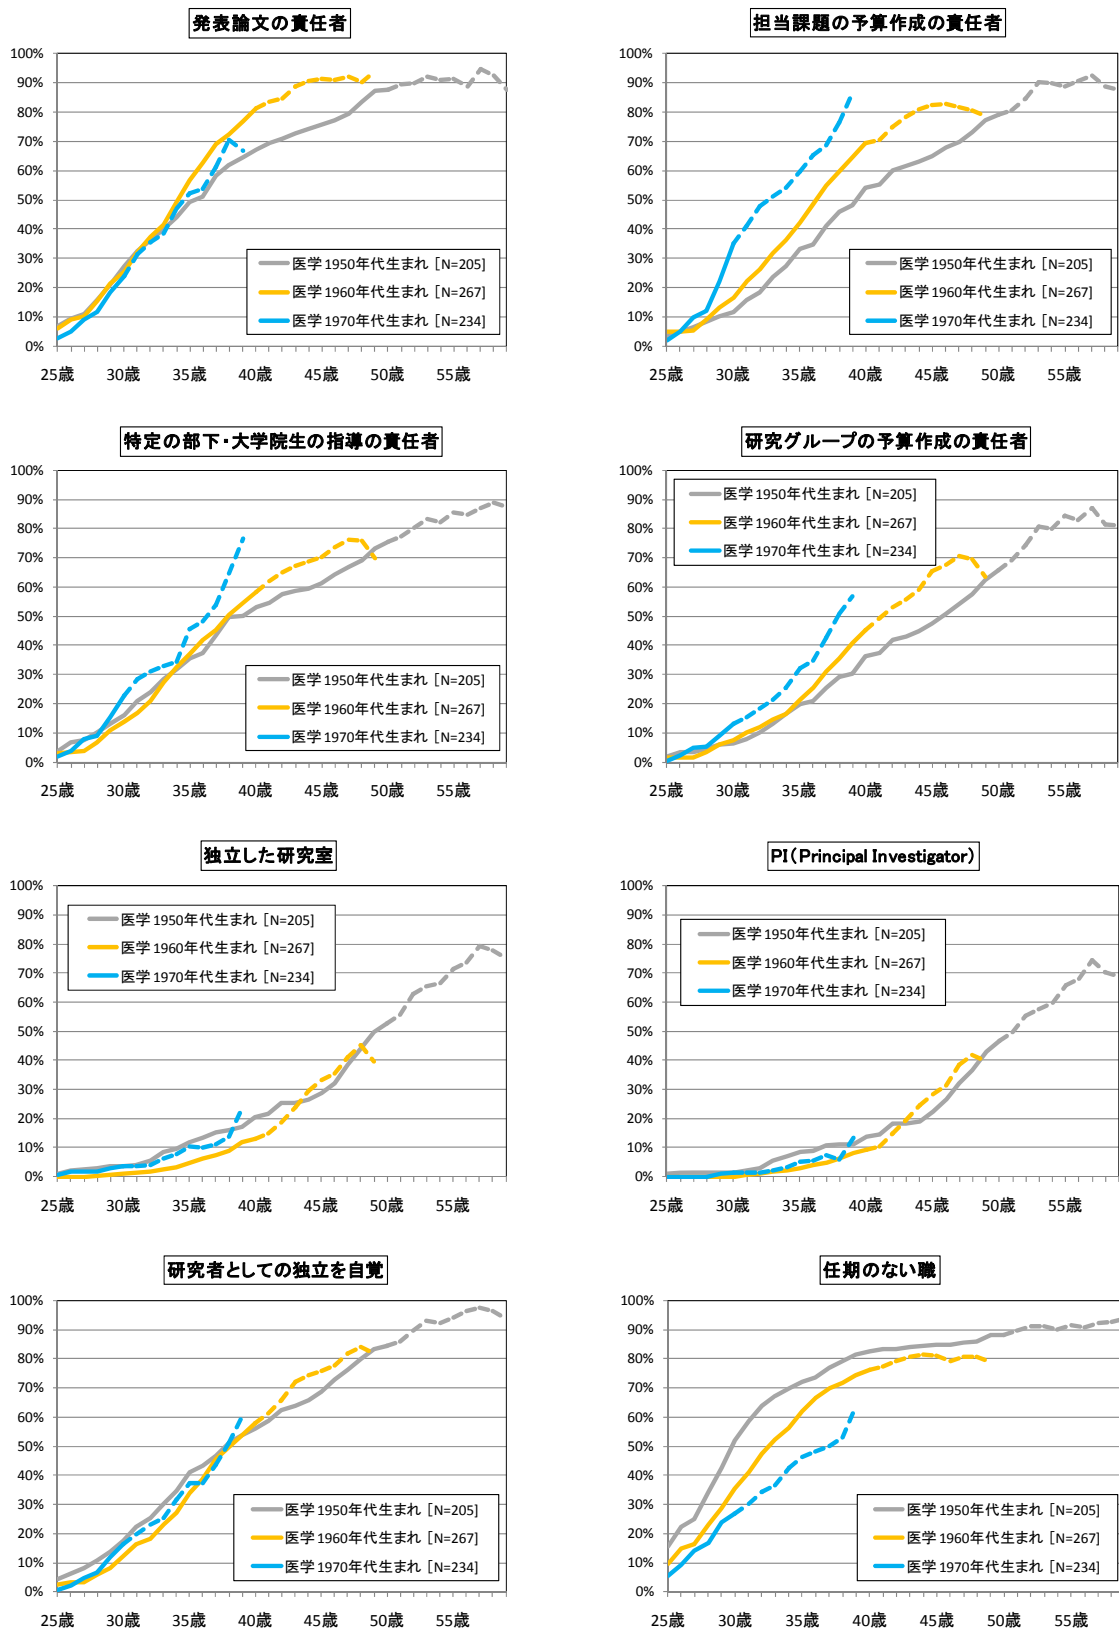 発表論文の責任者
100%
90%
80%
70%
60%
50%
40%
30%
20%
10%
0%
医学1950年代生まれ [N=205]
医学1960年代生まれ [N=267]
医学1970年代生まれ [N=234]
25歳 30歳 35歳 40歳 45歳 50歳 55歳
担当課題の予算作成の責任者
100%
90%
80%
70%
60%
50%
40%
30%
20%
10%
0%
医学1950年代生まれ [N=205]
医学1960年代生まれ [N=267]
医学1970年代生まれ [N=234]
25歳 30歳 35歳 40歳 45歳 50歳 55歳
特定の部下・大学院生の指導の責任者
100%
90%
80%
70%
60%
50%
40%
30%
20%
10%
0%
医学1950年代生まれ [N=205]
医学1960年代生まれ [N=267]
医学1970年代生まれ [N=234]
25歳 30歳 35歳 40歳 45歳 50歳 55歳
研究グループの予算作成の責任者
100%
90%
80%
70%
60%
50%
40%
30%
20%
10%
0%
医学1950年代生まれ [N=205]
医学1960年代生まれ [N=267]
医学1970年代生まれ [N=234]
25歳 30歳 35歳 40歳 45歳 50歳 55歳
独立した研究室
100%
90%
80%
70%
60%
50%
40%
30%
20%
10%
0%
医学1950年代生まれ [N=205]
医学1960年代生まれ [N=267]
医学1970年代生まれ [N=234]
25歳 30歳 35歳 40歳 45歳 50歳 55歳
PI(Principal Investigator)
100%
90%
80%
70%
60%
50%
40%
30%
20%
10%
0%
医学1950年代生まれ [N=205]
医学1960年代生まれ [N=267]
医学1970年代生まれ [N=234]
25歳 30歳 35歳 40歳 45歳 50歳 55歳
研究者としての独立を自覚
100%
90%
80%
70%
60%
50%
40%
30%
20%
10%
0%
医学1950年代生まれ [N=205]
医学1960年代生まれ [N=267]
医学1970年代生まれ [N=234]
25歳 30歳 35歳 40歳 45歳 50歳 55歳
任期のない職
100%
90%
80%
70%
60%
50%
40%
30%
20%
10%
0%
医学1950年代生まれ [N=205]
医学1960年代生まれ [N=267]
医学1970年代生まれ [N=234]
25歳 30歳 35歳 40歳 45歳 50歳 55歳